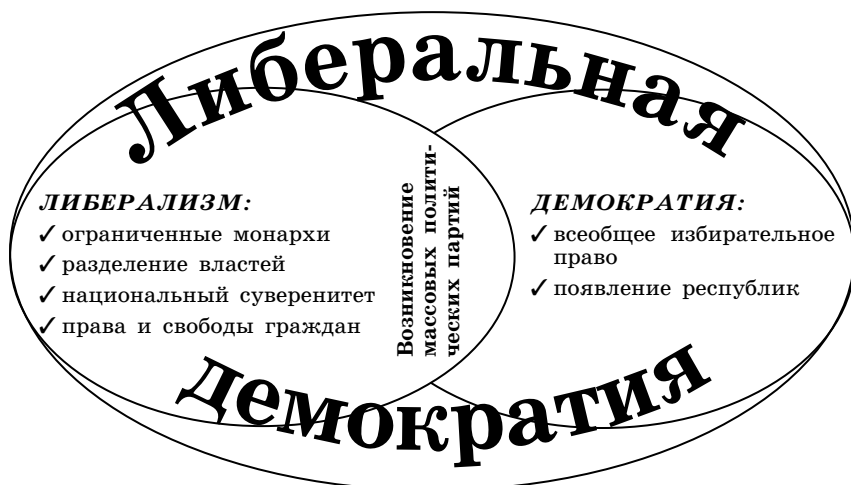 Либеральная
ЛИБЕРАЛИЗМ:
✓ ограниченные монархи
✓ разделение властей
✓ национальный суверенитет
✓ права и свободы граждан
Возникновение
массовых полити-
ческих партий
ДЕМОКРАТИЯ:
✓ всеобщее избирательное
право
✓ появление республик
демократия